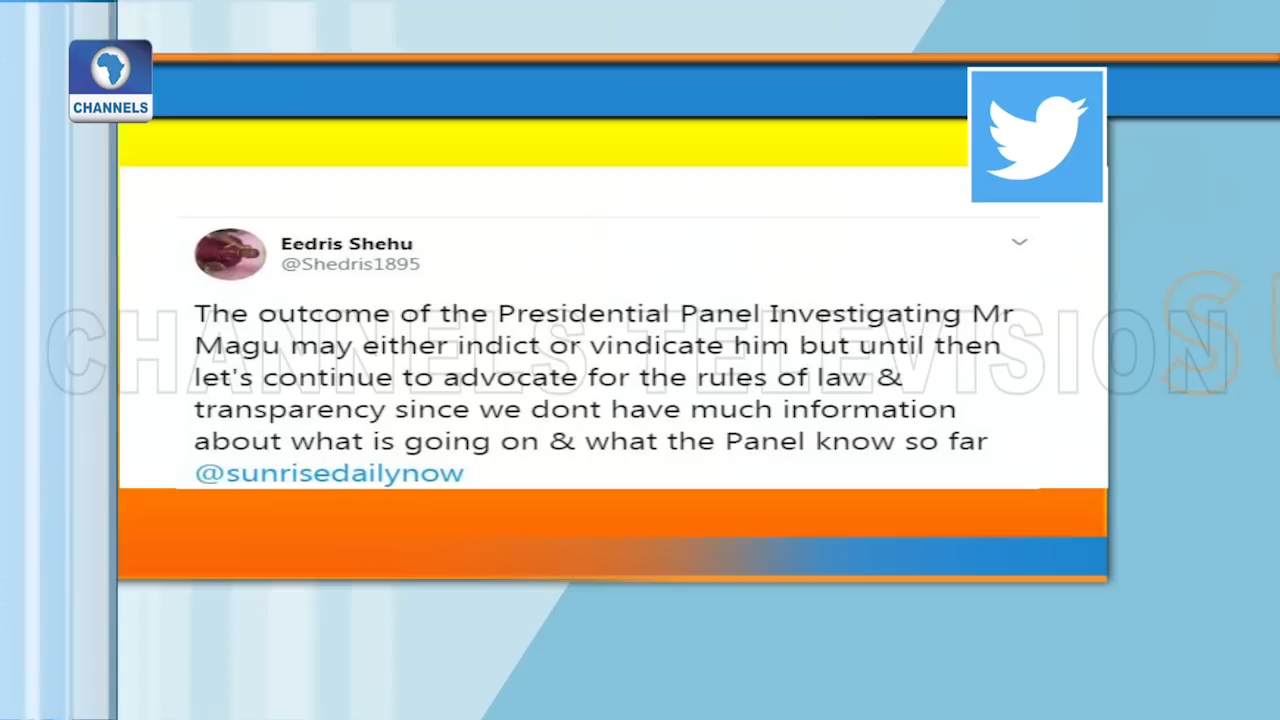 CHANNELS
Eedris Shehu
@Shedris1895
The outcome of the Presidential Panel Investigating Mr
Magu may either indict or vindicate him but until then
let's continue to advocate for the rules of law &
transparency since we dont have much information
about what is going on & what the Panel know so far
@sunrisedailynow
CHANNELS TELEVISION